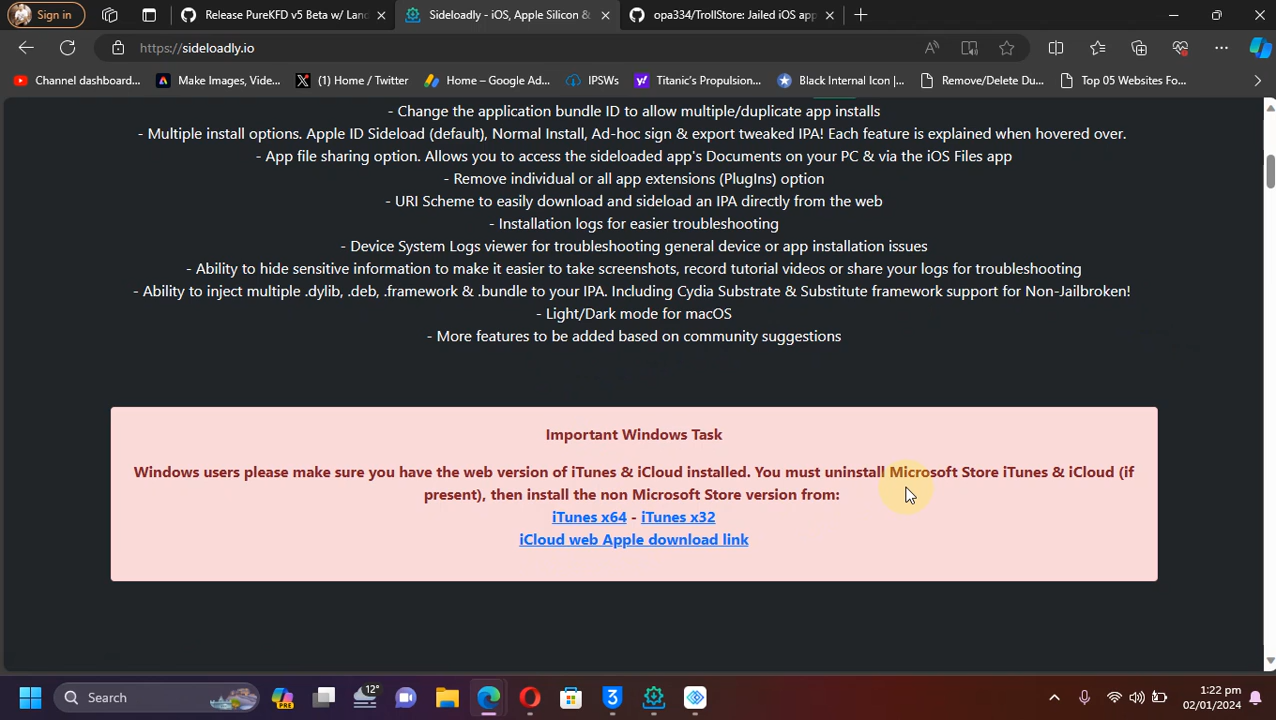 Sign in
Release PureKFD v5 Beta w/ Land
Sideloadly - iOS, Apple Silicon &
opa334/TrollStore: Jailed iOS app
https://sideloadly.io
Channel dashboard...
Make Images, Vide...
(1) Home / Twitter
Home – Google Ad...
IPSWs
Titanic's Propulsion...
Black Internal Icon |...
Remove/Delete Du...
Top 05 Websites Fo...
- Change the application bundle ID to allow multiple/duplicate app installs
- Multiple install options. Apple ID Sideload (default), Normal Install, Ad-hoc sign & export tweaked IPA! Each feature is explained when hovered over.
- App file sharing option. Allows you to access the sideloaded app's Documents on your PC & via the iOS Files app
- Remove individual or all app extensions (PlugIns) option
- URI Scheme to easily download and sideload an IPA directly from the web
- Installation logs for easier troubleshooting
- Device System Logs viewer for troubleshooting general device or app installation issues
- Ability to hide sensitive information to make it easier to take screenshots, record tutorial videos or share your logs for troubleshooting
- Ability to inject multiple .dylib, .deb, .framework & .bundle to your IPA. Including Cydia Substrate & Substitute framework support for Non-Jailbroken!
- Light/Dark mode for macOS
- More features to be added based on community suggestions
Important Windows Task
Windows users please make sure you have the web version of iTunes & iCloud installed. You must uninstall Microsoft Store iTunes & iCloud (if
present), then install the non Microsoft Store version from:
iTunes x64 - iTunes x32
iCloud web Apple download link
Search
PRE
12°
3
1:22 pm
02/01/2024